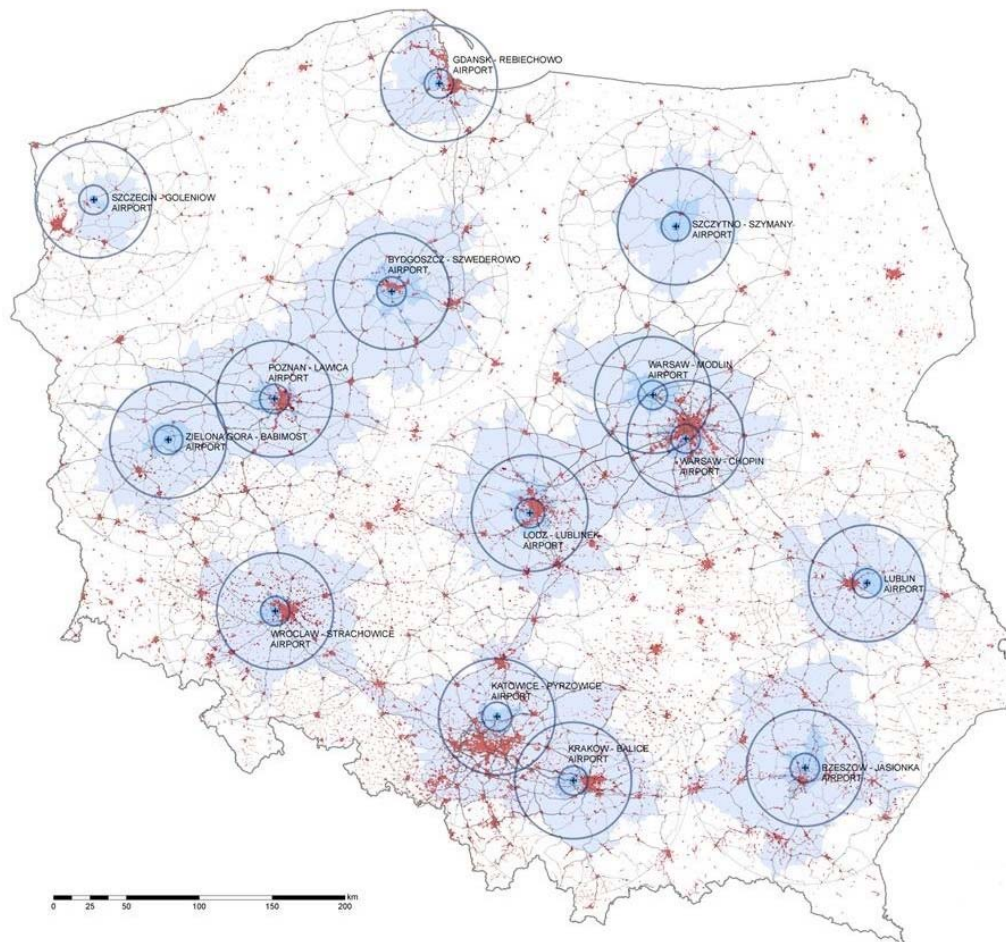 GDANSK - REBIECHOWO
AIRPORT
SZCZECIN - GOLENIOW
AIRPORT
SZCZYTNO - SZYMANY
AIRPORT
BYDGOSZCZ - SZWEDEROWO
AIRPORT
POZNAN - LAWICA
AIRPORT
WARSAW - MODLIN
AIRPORT
ZIELONA GORA - BABIMOST
AIRPORT
WARSAW - CHOPIN
AIRPORT
LODZ - LUBLINEK
AIRPORT
LUBLIN
AIRPORT
WROCLAW - STRACHOWICE
AIRPORT
KATOWICE - PYRZOWICE
AIRPORT
KRAKOW - BALICE
AIRPORT
RZESZOW - JASIONKA
AIRPORT
km
0 25 50 100 150 200